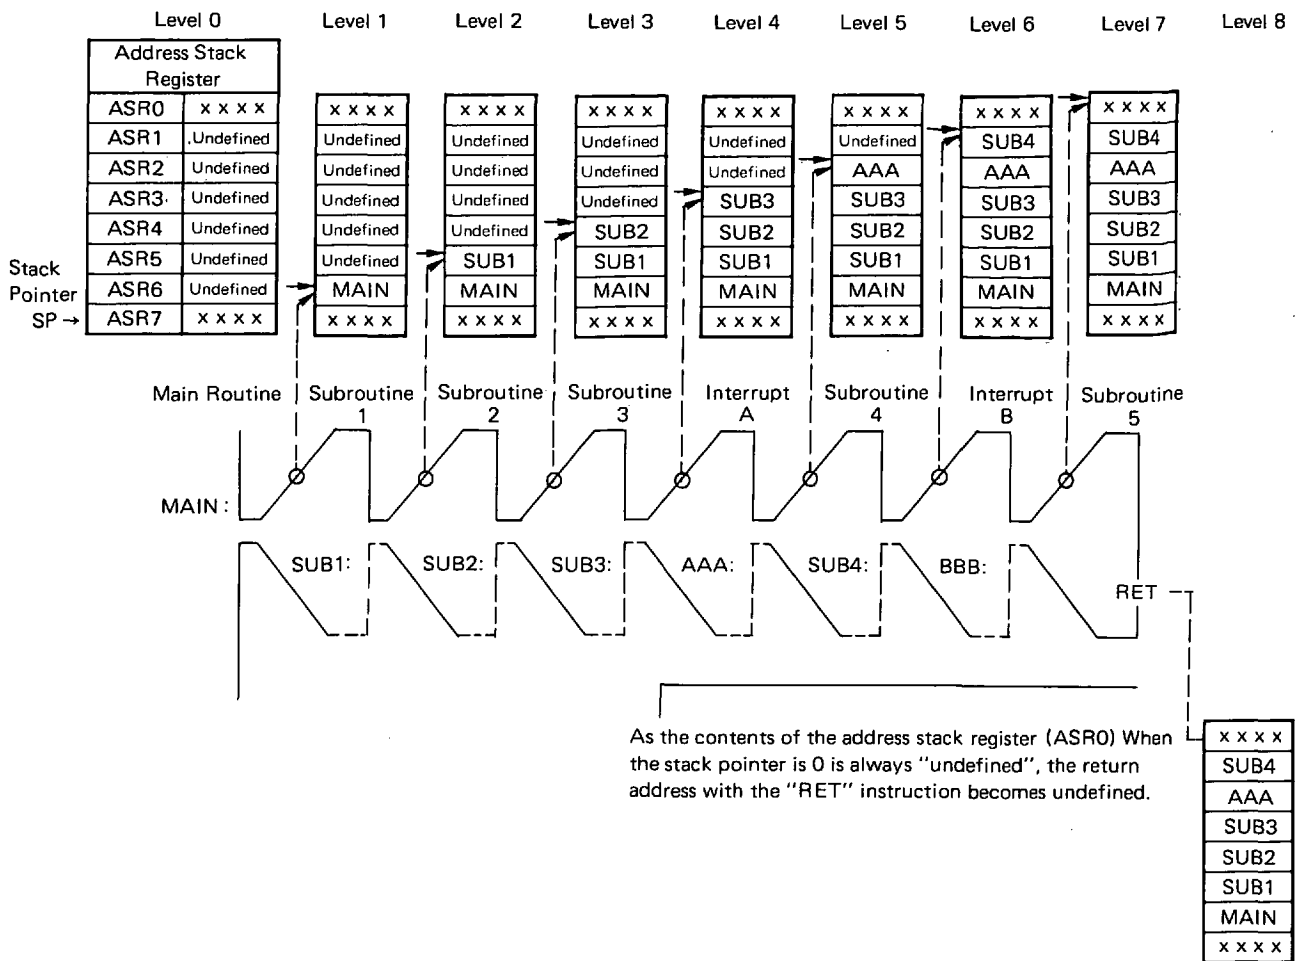 Level 0 Level 1 Level 2 Level 3 Level 4 Level 5 Level 6 Level 7 Level 8
Address Stack
Register
ASR0 x x x x x x x x x x x x x x x x x x x x x x x x x x x x x x x x
ASR1 .Undefined Undefined Undefined Undefined Undefined Undefined SUB4 SUB4
ASR2 Undefined Undefined Undefined Undefined Undefined AAA AAA AAA
ASR3. Undefined Undefined Undefined Undefined SUB3 SUB3 SUB3 SUB3
ASR4 Undefined Undefined Undefined SUB2 SUB2 SUB2 SUB2 SUB2
ASR5 Undefined Undefined SUB1 SUB1 SUB1 SUB1 SUB1 SUB1
Stack
Pointer ASR6 Undefined MAIN MAIN MAIN MAIN MAIN MAIN MAIN
SP → ASR7 x x x x x x x x x x x x x x x x x x x x x x x x x x x x x x x x
Main Routine Subroutine Subroutine Subroutine Interrupt Subroutine Interrupt Subroutine
1 2 3 A 4 B 5
MAIN :
SUB1: SUB2: SUB3: AAA: SUB4: BBB:
RET
As the contents of the address stack register (ASR0) When
the stack pointer is 0 is always "undefined", the return
address with the "RET" instruction becomes undefined.
x x x x
SUB4
AAA
SUB3
SUB2
SUB1
MAIN
x x x x